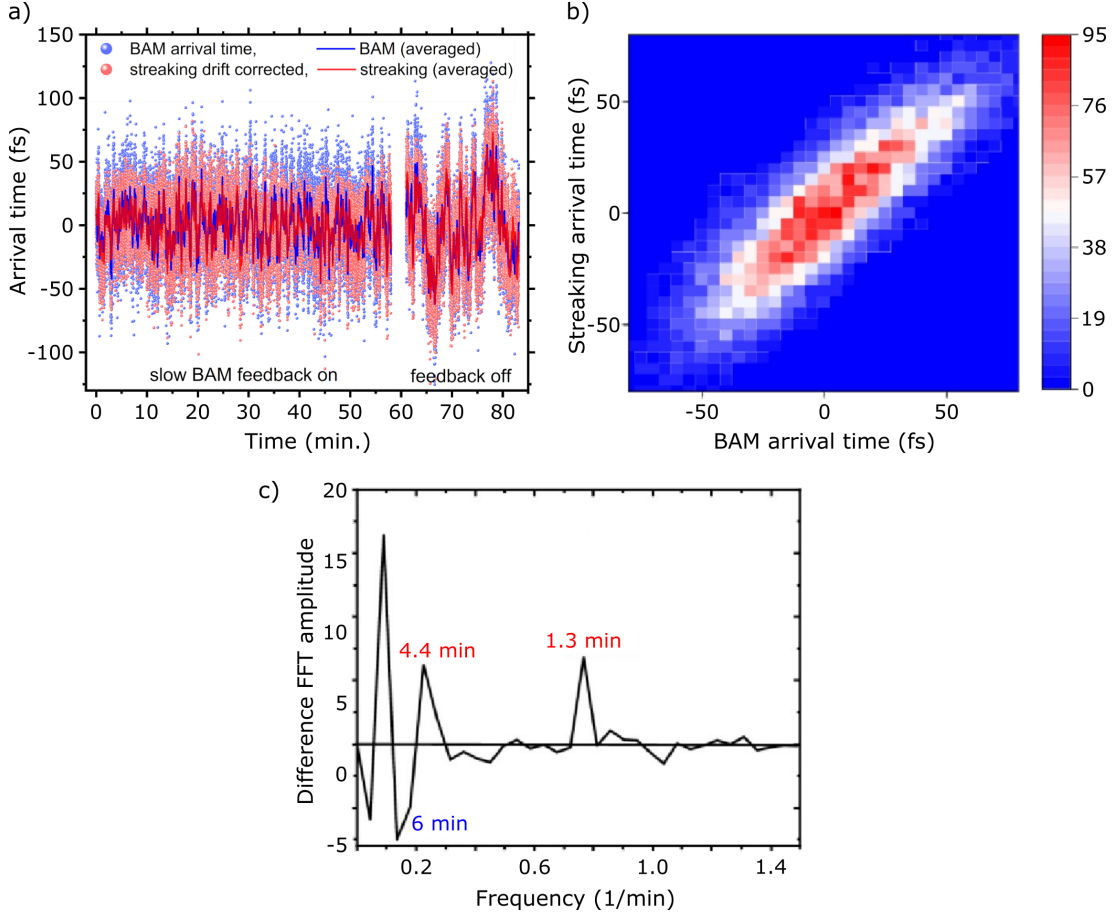 a)
150
100
50
0
-50
-100
Arrival time (fs)
BAM arrival time,
BAM (averaged)
streaking drift corrected,
streaking (averaged)
slow BAM feedback on
feedback off
0 10 20 30 40 50 60 70 80
Time (min.)
b)
50
0
-50
Streaking arrival time (fs)
-50 0 50
BAM arrival time (fs)
95
76
57
38
19
0
c)
20
15
10
5
0
-5
Difference FFT amplitude
4.4 min
1.3 min
6 min
0.2 0.6 1.0 1.4
Frequency (1/min)